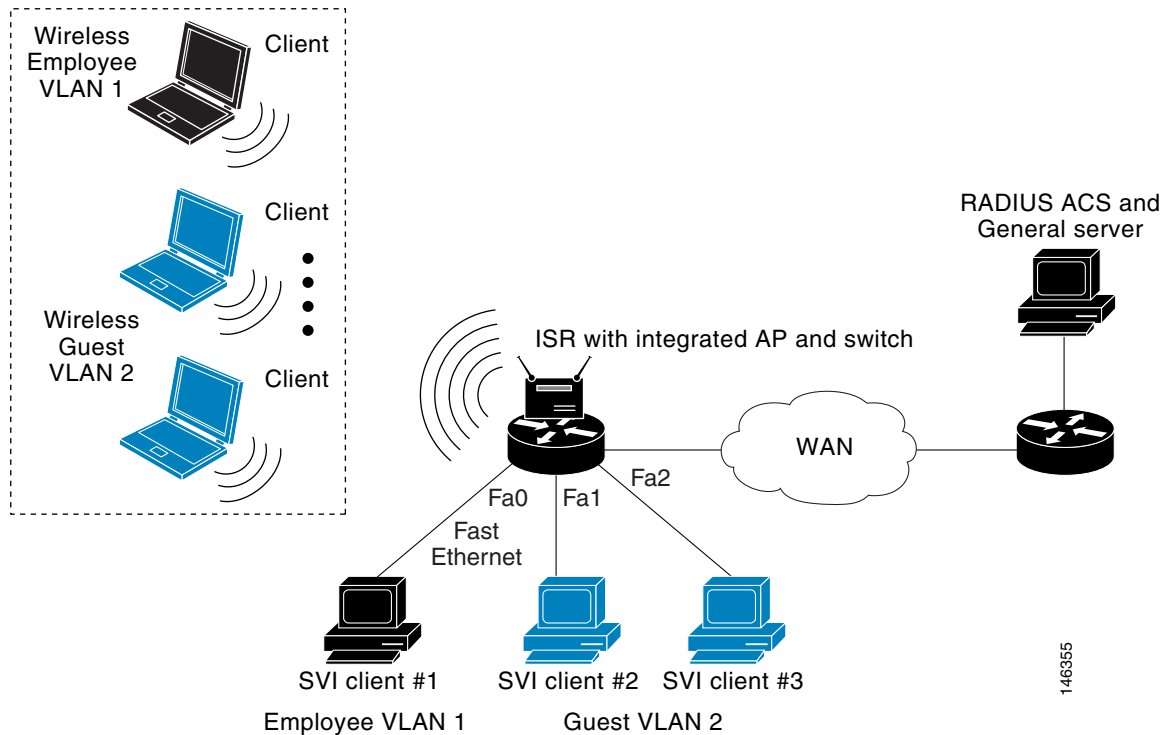 Wireless
Employee
VLAN 1
Client
Client
Wireless
Guest
VLAN 2
Client
RADIUS ACS and
General server
ISR with integrated AP and switch
WAN
Fa0
Fa1
Fa2
Fast
Ethernet
SVI client #1
SVI client #2
SVI client #3
Employee VLAN 1
Guest VLAN 2
146355